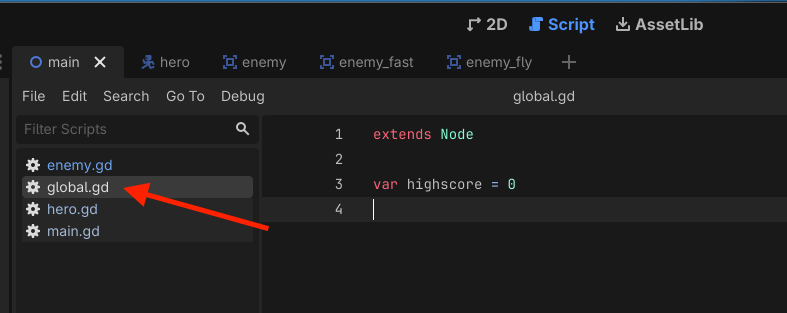 2D Script AssetLib
main hero enemy enemy_fast enemy_fly
File Edit Search Go To Debug global.gd
Filter Scripts
enemy.gd
global.gd
hero.gd
main.gd
1 extends Node
2
3 var highscore = 0
4